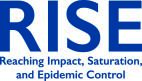 RISE
Reaching Impact, Saturation,
and Epidemic Control